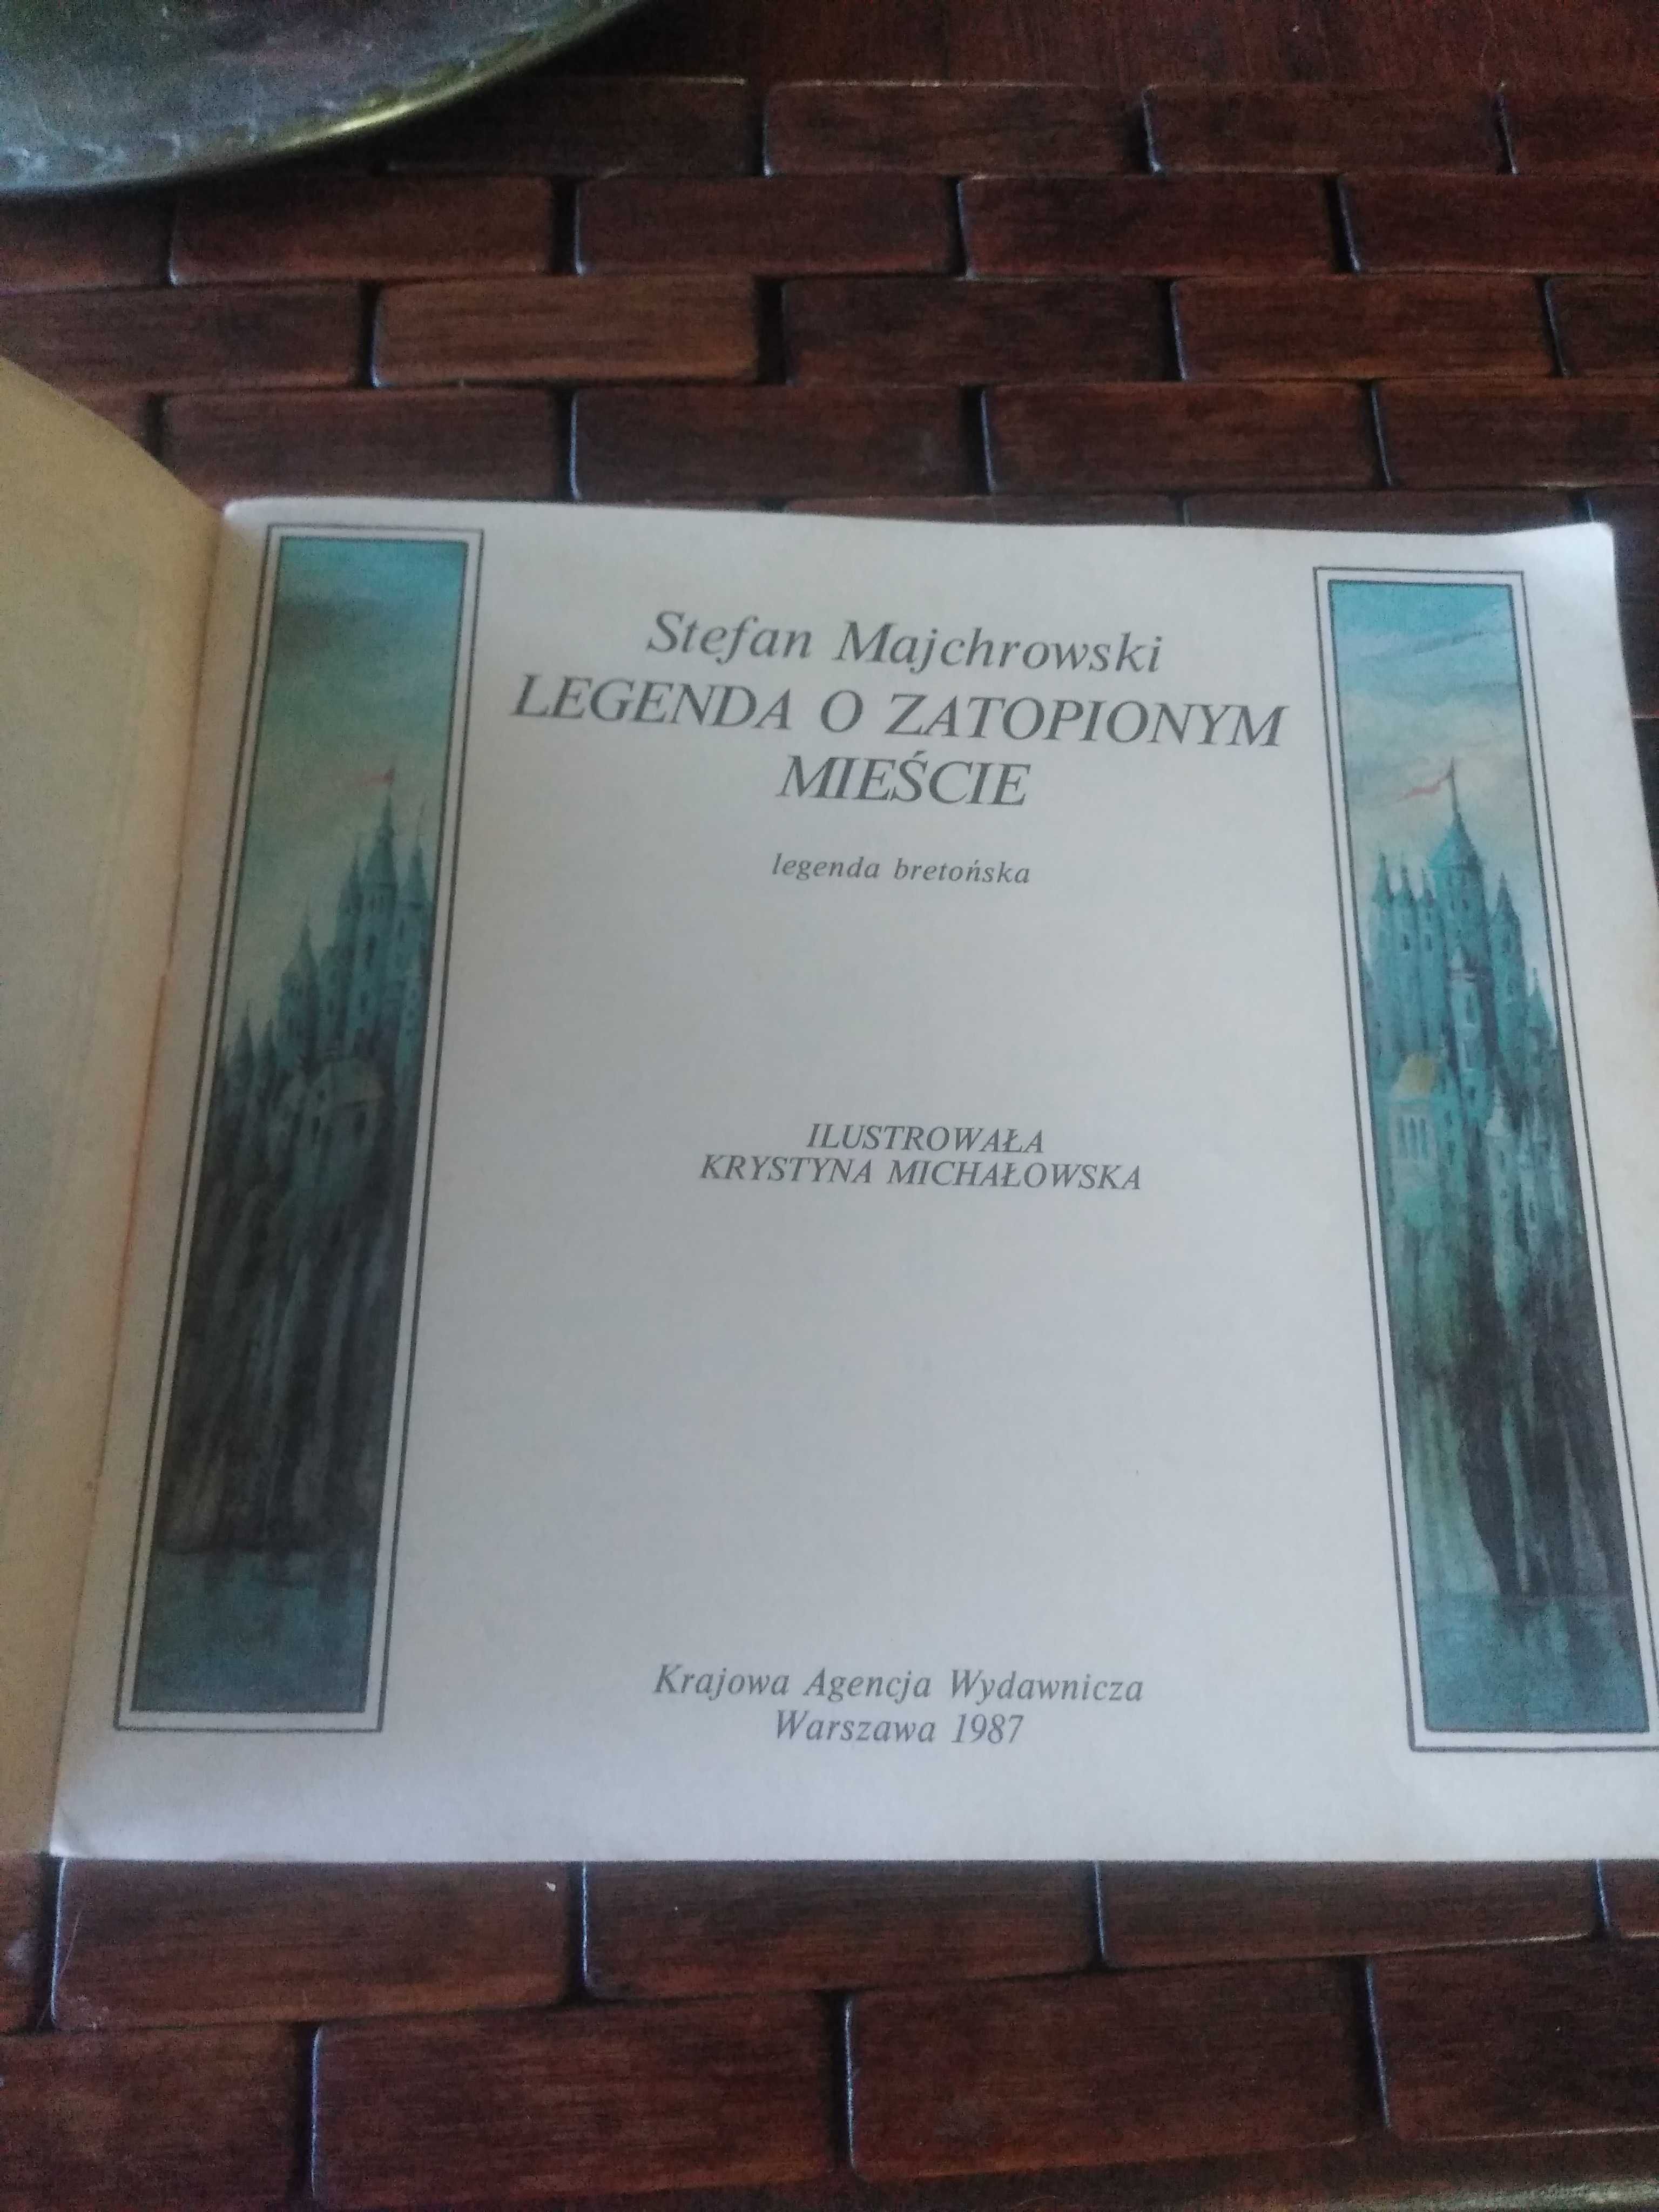 Stefan Majchrowski
LEGENDA O ZATOPIONYM
MIEŚCIE
legenda bretońska
ILUSTROWAŁA
KRYSTYNA MICHAŁOWSKA
Krajowa Agencja Wydawnicza
Warszawa 1987